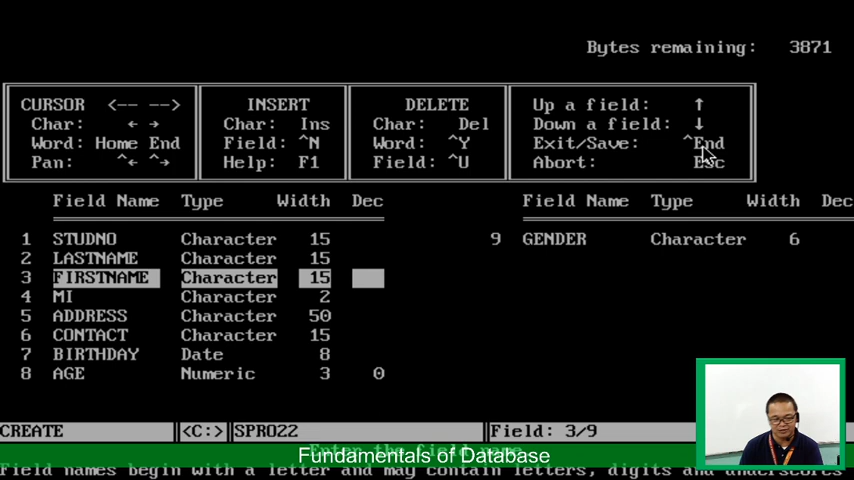 Bytes remaining: 3871
CURSOR <-- --> INSERT DELETE Up a field: ↑
Char: ← → Char: Ins Char: Del Down a field: ↓
Word: Home End Field: ^N Word: ^Y Exit/Save: ^End
Pan: ^← ^→ Help: F1 Field: ^U Abort: Esc
Field Name Type Width Dec Field Name Type Width Dec
1 STUDNO Character 15 9 GENDER Character 6
2 LASTNAME Character 15
3 FIRSTNAME Character 15
4 MI Character 2
5 ADDRESS Character 50
6 CONTACT Character 15
7 BIRTHDAY Date 8
8 AGE Numeric 3 0
CREATE <C:> SPRO22 Field: 3/9
Enter the field name.
Fundamentals of Database
Field names begin with a letter and may contain letters, digits and underscores